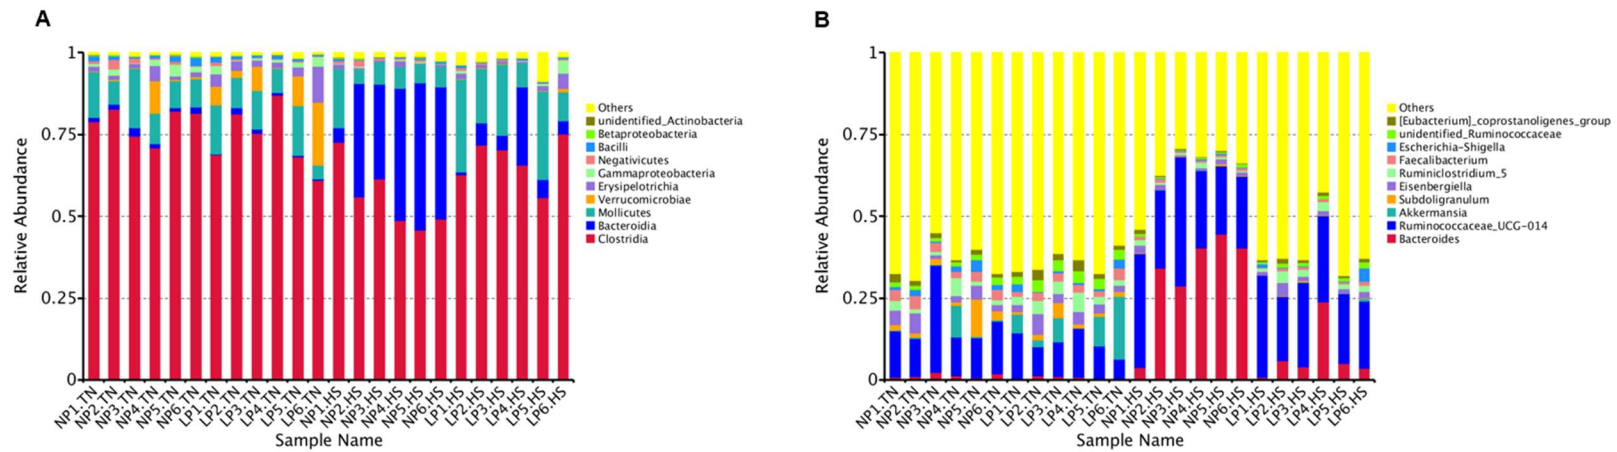 A
Relative Abundance
1
0.75
0.5
0.25
0
NP1.TN
NP2.TN
NP3.TN
NP4.TN
NP5.TN
NP6.TN
LP1.TN
LP2.TN
LP3.TN
LP4.TN
LP5.TN
LP6.TN
NP1.HS
NP2.HS
NP3.HS
NP4.HS
NP5.HS
NP6.HS
LP1.HS
LP2.HS
LP3.HS
LP4.HS
LP5.HS
LP6.HS
Sample Name
Others
unidentified_Actinobacteria
Betaproteobacteria
Bacilli
Negativicutes
Gammaproteobacteria
Erysipelotrichia
Verrucomicrobiae
Mollicutes
Bacteroidia
Clostridia
B
Relative Abundance
1
0.75
0.5
0.25
0
NP1.TN
NP2.TN
NP3.TN
NP4.TN
NP5.TN
NP6.TN
LP1.TN
LP2.TN
LP3.TN
LP4.TN
LP5.TN
LP6.TN
NP1.HS
NP2.HS
NP3.HS
NP4.HS
NP5.HS
NP6.HS
LP1.HS
LP2.HS
LP3.HS
LP4.HS
LP5.HS
LP6.HS
Sample Name
Others
[Eubacterium]_coprostanoligenes_group
unidentified_Ruminococcaceae
Escherichia-Shigella
Faecalibacterium
Ruminiclostridium_5
Eisenbergiella
Subdoligranulum
Akkermansia
Ruminococcaceae_UCG-014
Bacteroides